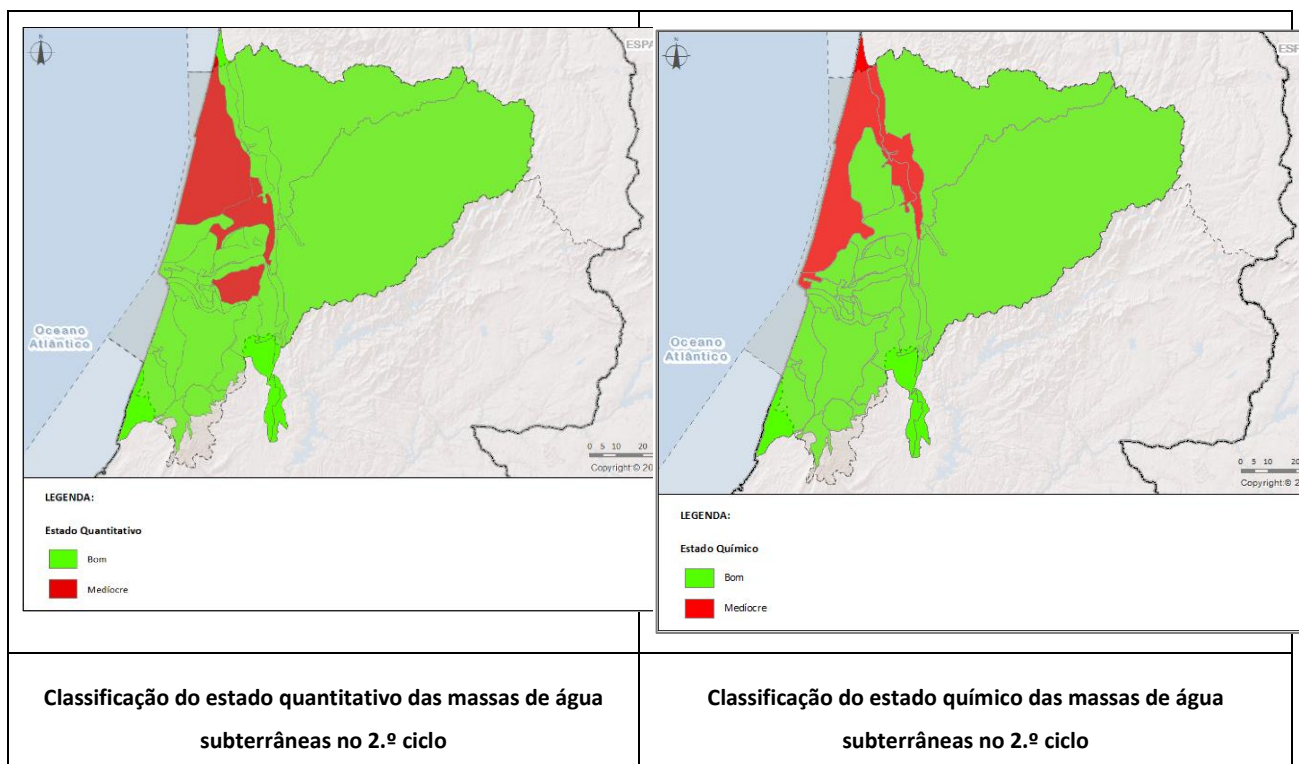 N
ESPA
Oceano
Atlântico
0 5 10 20
Copyright:© 20
LEGENDA:
Estado Quantitativo
Bom
Medíocre
N
ESP
Oceano
Atlântico
0 5 10 20
Copyright:© 2
LEGENDA:
Estado Químico
Bom
Medíocre
Classificação do estado quantitativo das massas de água
subterrâneas no 2.º ciclo
Classificação do estado químico das massas de água
subterrâneas no 2.º ciclo